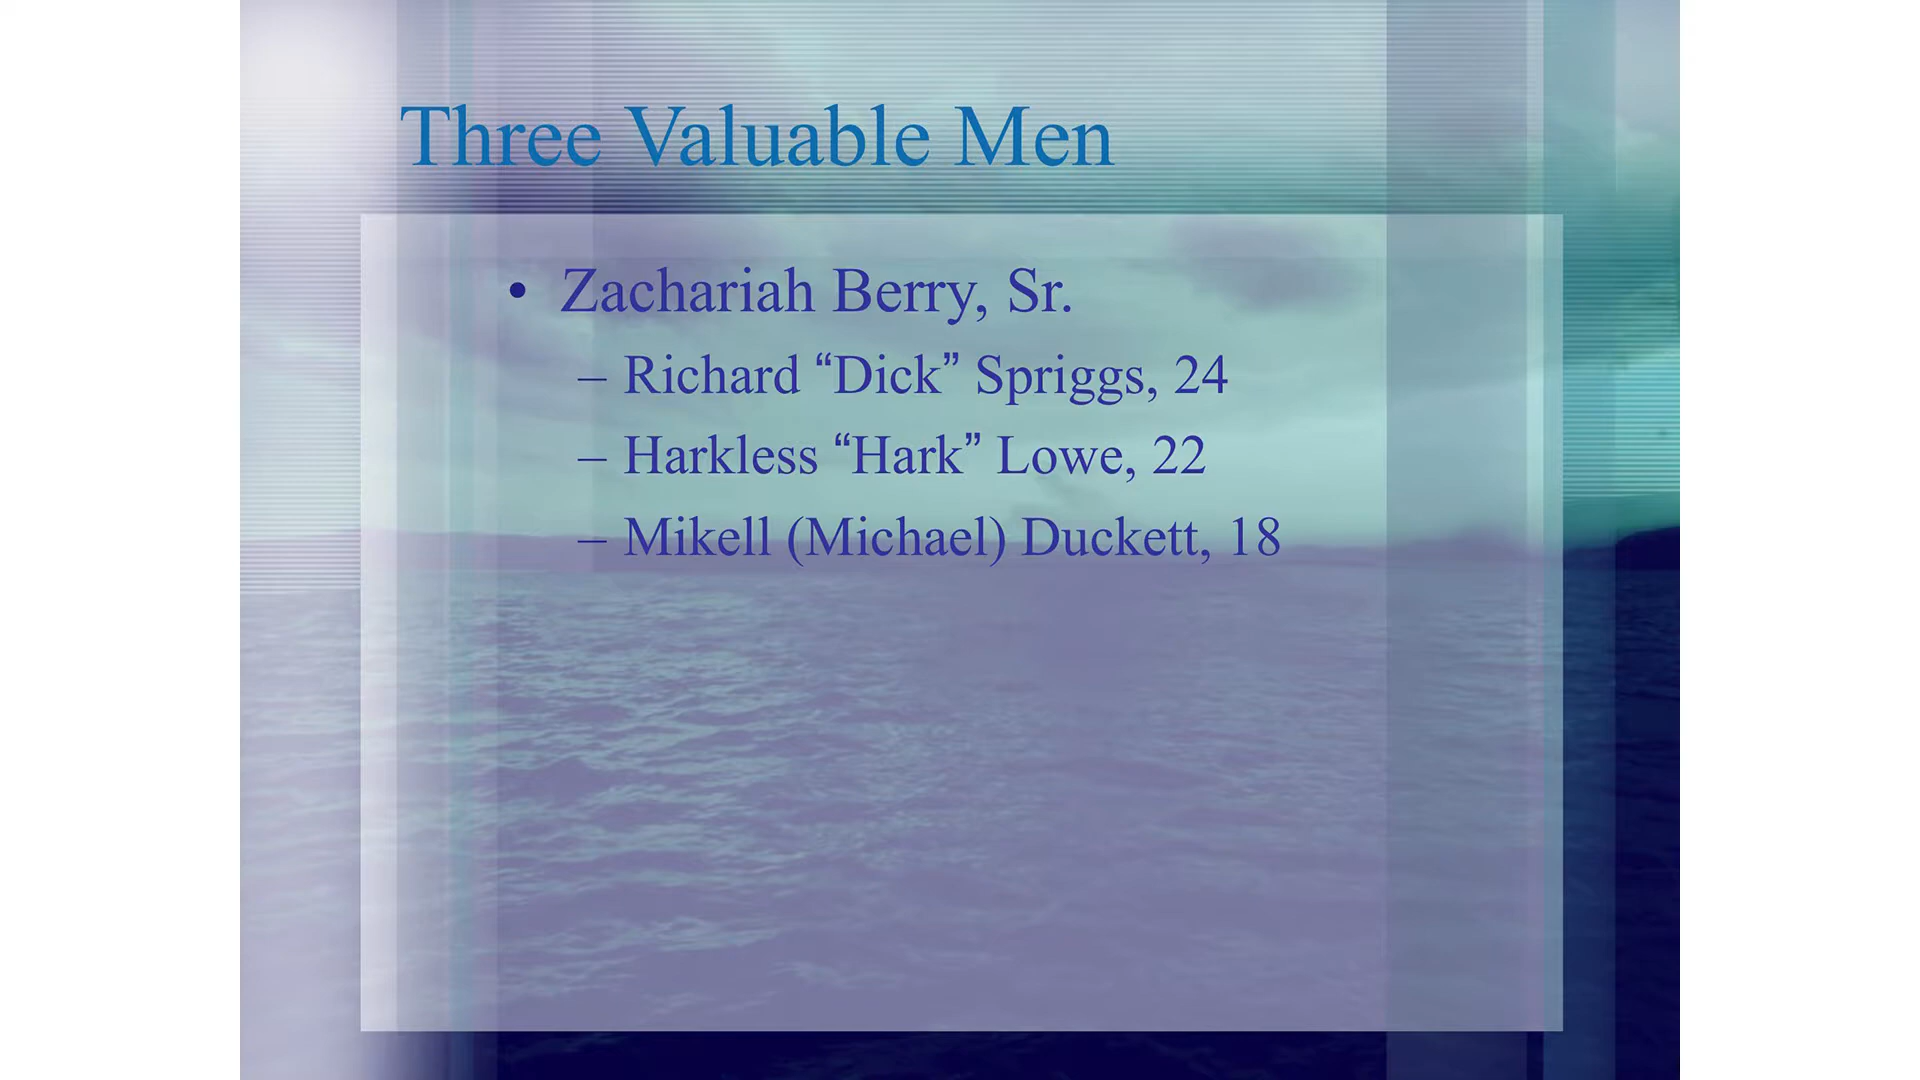 Three Valuable Men
• Zachariah Berry, Sr.
– Richard “Dick” Spriggs, 24
– Harkless “Hark” Lowe, 22
– Mikell (Michael) Duckett, 18